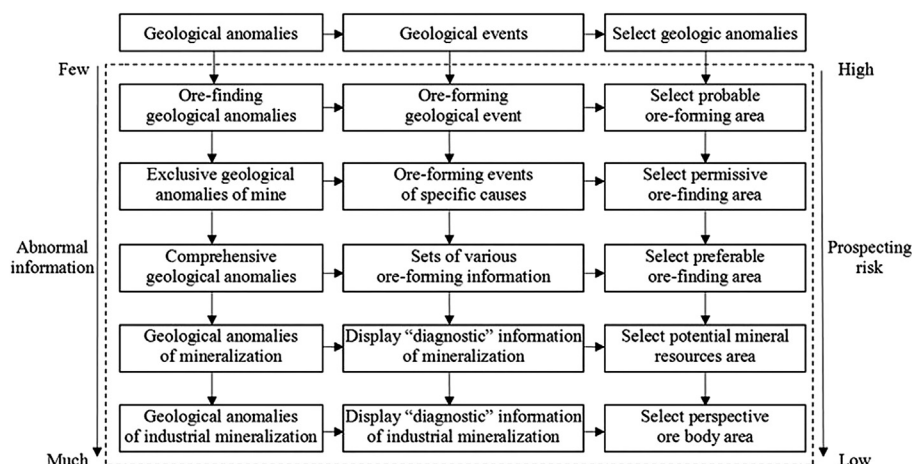 Geological anomalies
Geological events
Select geologic anomalies
Few
High
Ore-finding
geological anomalies
Ore-forming
geological event
Select probable
ore-forming area
Exclusive geological
anomalies of mine
Ore-forming events
of specific causes
Select permissive
ore-finding area
Abnormal
information
Comprehensive
geological anomalies
Sets of various
ore-forming information
Select preferable
ore-finding area
Prospecting
risk
Geological anomalies
of mineralization
Display “diagnostic” information
of mineralization
Select potential mineral
resources area
Geological anomalies
of industrial mineralization
Display “diagnostic” information
of industrial mineralization
Select perspective
ore body area
Much
Low